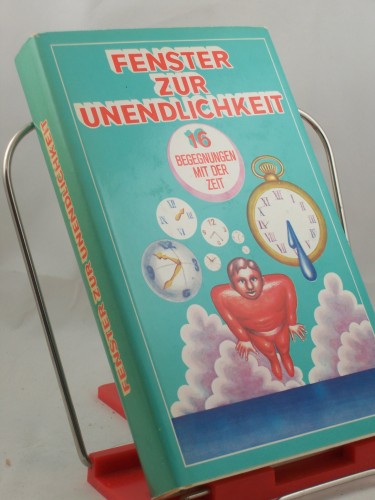 FENSTER
ZUR
UNENDLICHKEIT
16
BEGEGNUNGEN
MIT DER
ZEIT
FENSTER ZUR UNENDLICHKEIT